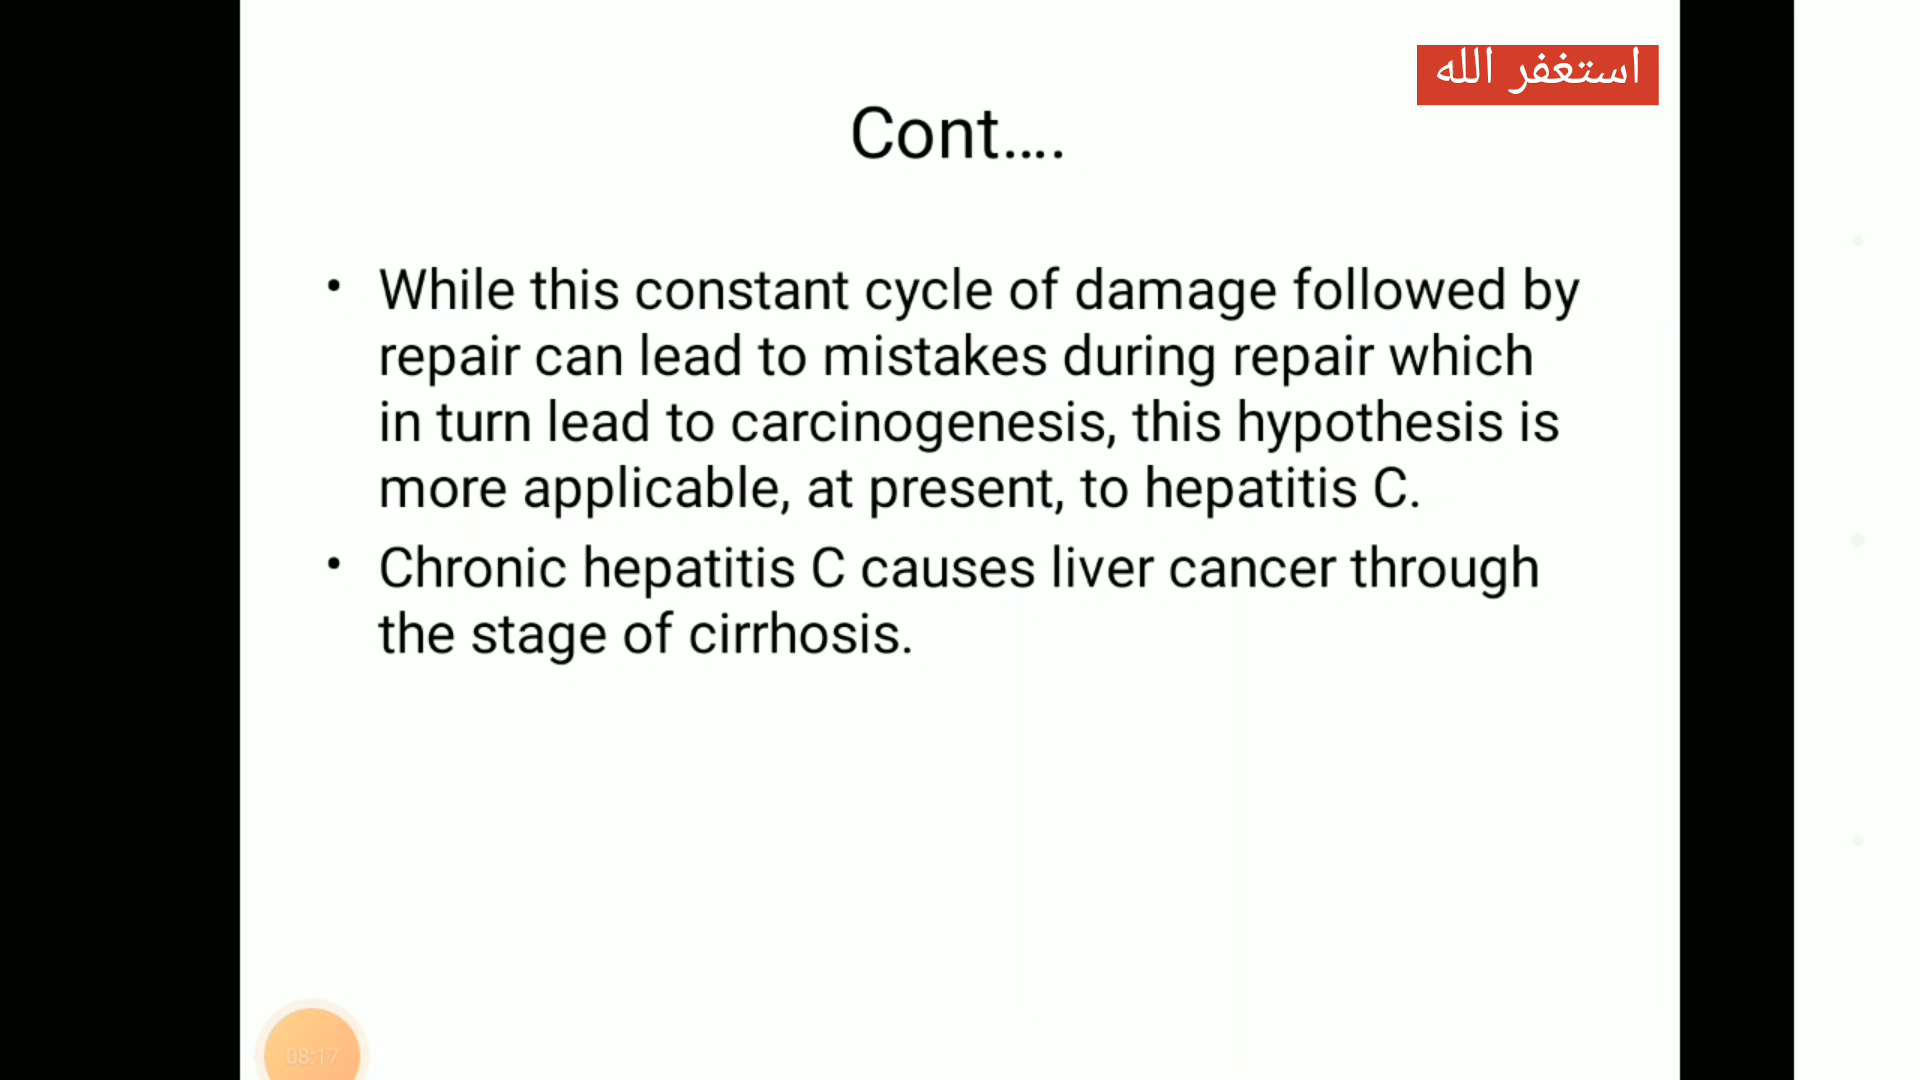 استغفر الله
Cont....
• While this constant cycle of damage followed by
repair can lead to mistakes during repair which
in turn lead to carcinogenesis, this hypothesis is
more applicable, at present, to hepatitis C.
• Chronic hepatitis C causes liver cancer through
the stage of cirrhosis.
08:17